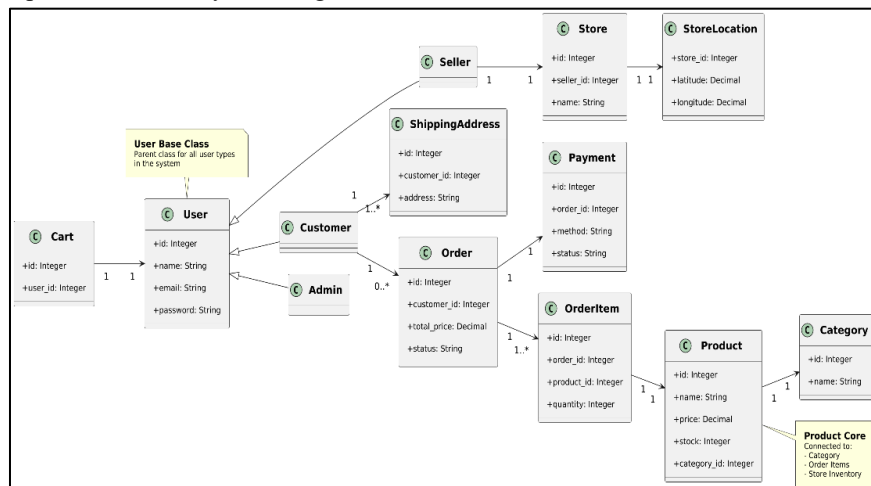 C Seller
C Store
+id: Integer
+seller_id: Integer
+name: String
C StoreLocation
+store_id: Integer
+latitude: Decimal
+longitude: Decimal
1
1
1
1
User Base Class
Parent class for all user types
in the system
C ShippingAddress
+id: Integer
+customer_id: Integer
+address: String
C Payment
+id: Integer
+order_id: Integer
+method: String
+status: String
C Cart
+id: Integer
+user_id: Integer
1
1
C User
+id: Integer
+name: String
+email: String
+password: String
C Customer
1
1..*
1
0..*
C Admin
C Order
+id: Integer
+customer_id: Integer
+total_price: Decimal
+status: String
1
1
1
1..*
C OrderItem
+id: Integer
+order_id: Integer
+product_id: Integer
+quantity: Integer
1
1
C Product
+id: Integer
+name: String
+price: Decimal
+stock: Integer
+category_id: Integer
1
1
C Category
+id: Integer
+name: String
Product Core
Connected to:
- Category
- Order Items
- Store Inventory